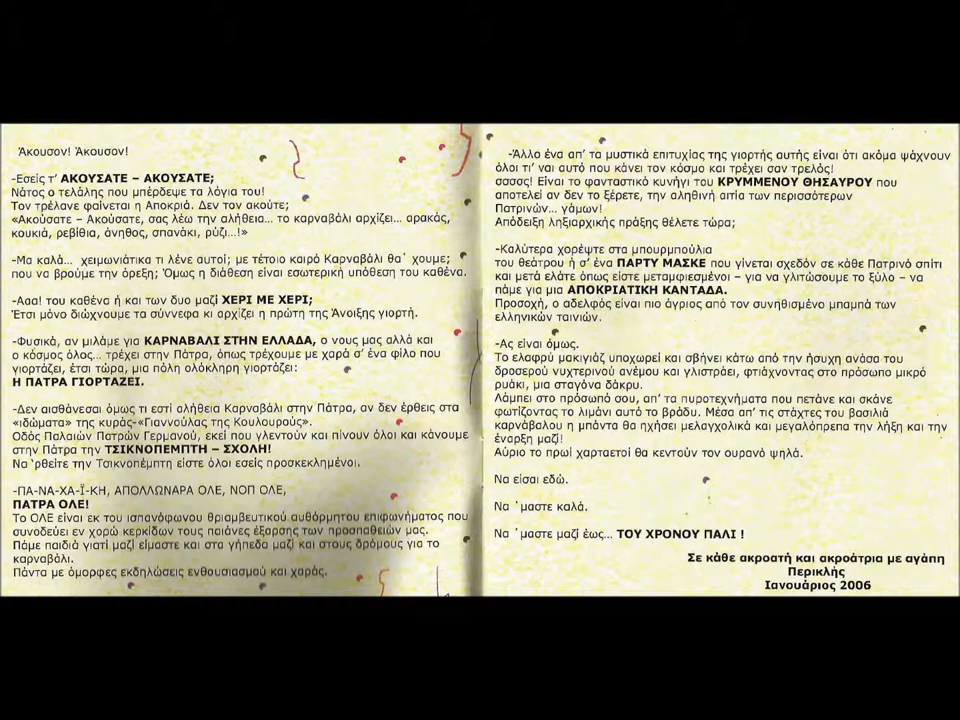 Άκουσον! Άκουσον!
-Εσείς τ' ΑΚΟΥΣΑΤΕ – ΑΚΟΥΣΑΤΕ;
Νάτος ο τελάλης που μπέρδεψε τα λόγια του!
Τον τρέλανε φαίνεται η Αποκριά. Δεν τον ακούτε;
«Ακούσατε – Ακούσατε, σας λέω την αλήθεια... το καρναβάλι αρχίζει... αρακάς,
κουκιά, ρεβίθια, άνηθος, σπανάκι, ρύζι...!»
-Μα καλά... χειμωνιάτικα τι λένε αυτοί; με τέτοιο καιρό Καρναβάλι θα΄ χουμε;
που να βρούμε την όρεξη; Όμως η διάθεση είναι εσωτερική υπόθεση του καθένα.
-Ααα! του καθένα ή και των δυο μαζί ΧΕΡΙ ΜΕ ΧΕΡΙ;
Έτσι μόνο διώχνουμε τα σύννεφα κι αρχίζει η πρώτη της Άνοιξης γιορτή.
-Φυσικά, αν μιλάμε για ΚΑΡΝΑΒΑΛΙ ΣΤΗΝ ΕΛΛΑΔΑ, ο νους μας αλλά και
ο κόσμος όλος... τρέχει στην Πάτρα, όπως τρέχουμε με χαρά σ' ένα φίλο που
γιορτάζει, έτσι τώρα, μια πόλη ολόκληρη γιορτάζει:
Η ΠΑΤΡΑ ΓΙΟΡΤΑΖΕΙ.
-Δεν αισθάνεσαι όμως τι εστί αλήθεια Καρναβάλι στην Πάτρα, αν δεν έρθεις στα
«ιδώματα» της κυράς-«Γιαννούλας της Κουλουρούς».
Οδός Παλαιών Πατρών Γερμανού, εκεί που γλεντούν και πίνουν όλοι και κάνουμε
στην Πάτρα την ΤΣΙΚΝΟΠΕΜΠΤΗ – ΣΧΟΛΗ!
Να 'ρθείτε την Τσικνοπέμπτη είστε όλοι εσείς προσκεκλημένοι.
-ΠΑ-ΝΑ-ΧΑ-Ϊ-ΚΗ, ΑΠΟΛΛΩΝΑΡΑ ΟΛΕ, ΝΟΠ ΟΛΕ,
ΠΑΤΡΑ ΟΛΕ!
Το ΟΛΕ είναι εκ του ισπανόφωνου θριαμβευτικού αυθόρμητου επιφωνήματος που
συνοδεύει εν χορώ κερκίδων τους παιάνες έξαρσης των προσπαθειών μας.
Πάμε παιδιά γιατί μαζί είμαστε και στα γήπεδα μαζί και στους δρόμους για το
καρναβάλι.
Πάντα με όμορφες εκδηλώσεις ενθουσιασμού και χαράς.
-Άλλο ένα απ' τα μυστικά επιτυχίας της γιορτής αυτής είναι ότι ακόμα ψάχνουν
όλοι τι' ναι αυτό που κάνει τον κόσμο και τρέχει σαν τρελός!
σασσς! Είναι το φανταστικό κυνήγι του ΚΡΥΜΜΕΝΟΥ ΘΗΣΑΥΡΟΥ που
αποτελεί αν δεν το ξέρετε, την αληθινή αιτία των περισσότερων
Πατρινών... γάμων!
Απόδειξη ληξιαρχικής πράξης θέλετε τώρα;
-Καλύτερα χορέψτε στα μπουρμπούλια
του θεάτρου ή σ' ένα ΠΑΡΤΥ ΜΑΣΚΕ που γίνεται σχεδόν σε κάθε Πατρινό σπίτι
και μετά ελάτε όπως είστε μεταμφιεσμένοι – για να γλιτώσουμε το ξύλο – να
πάμε για μια ΑΠΟΚΡΙΑΤΙΚΗ ΚΑΝΤΑΔΑ.
Προσοχή, ο αδελφός είναι πιο άγριος από τον συνηθισμένο μπαμπά των
ελληνικών ταινιών.
-Ας είναι όμως.
Το ελαφρύ μακιγιάζ υποχωρεί και σβήνει κάτω από την ήσυχη ανάσα του
δροσερού νυχτερινού ανέμου και γλιστράει, φτιάχνοντας στο πρόσωπο μικρό
ρυάκι, μια σταγόνα δάκρυ.
Λάμπει στο πρόσωπό σου, απ' τα πυροτεχνήματα που πετάνε και σκάνε
φωτίζοντας το λιμάνι αυτό το βράδυ. Μέσα απ' τις στάχτες του βασιλιά
καρνάβαλου η μπάντα θα ηχήσει μελαγχολικά και μεγαλόπρεπα την λήξη και την
έναρξη μαζί!
Αύριο το πρωί χαρταετοί θα κεντούν τον ουρανό ψηλά.
Να είσαι εδώ.
Να ΄μαστε καλά.
Να ΄μαστε μαζί έως... ΤΟΥ ΧΡΟΝΟΥ ΠΑΛΙ !
Σε κάθε ακροατή και ακροάτρια με αγάπη
Περικλής
Ιανουάριος 2006